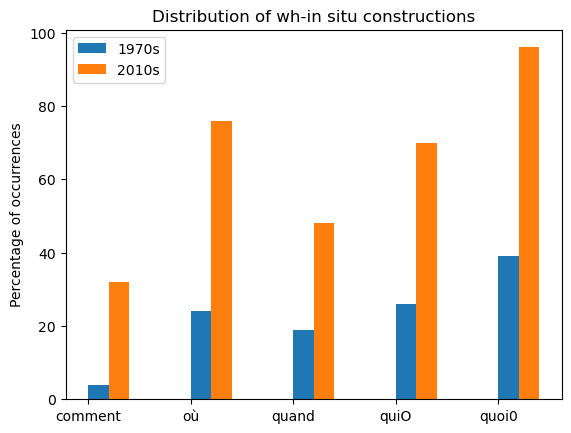 Distribution of wh-in situ constructions
1970s
2010s
Percentage of occurrences
100
80
60
40
20
0
comment où quand quiO quoi0